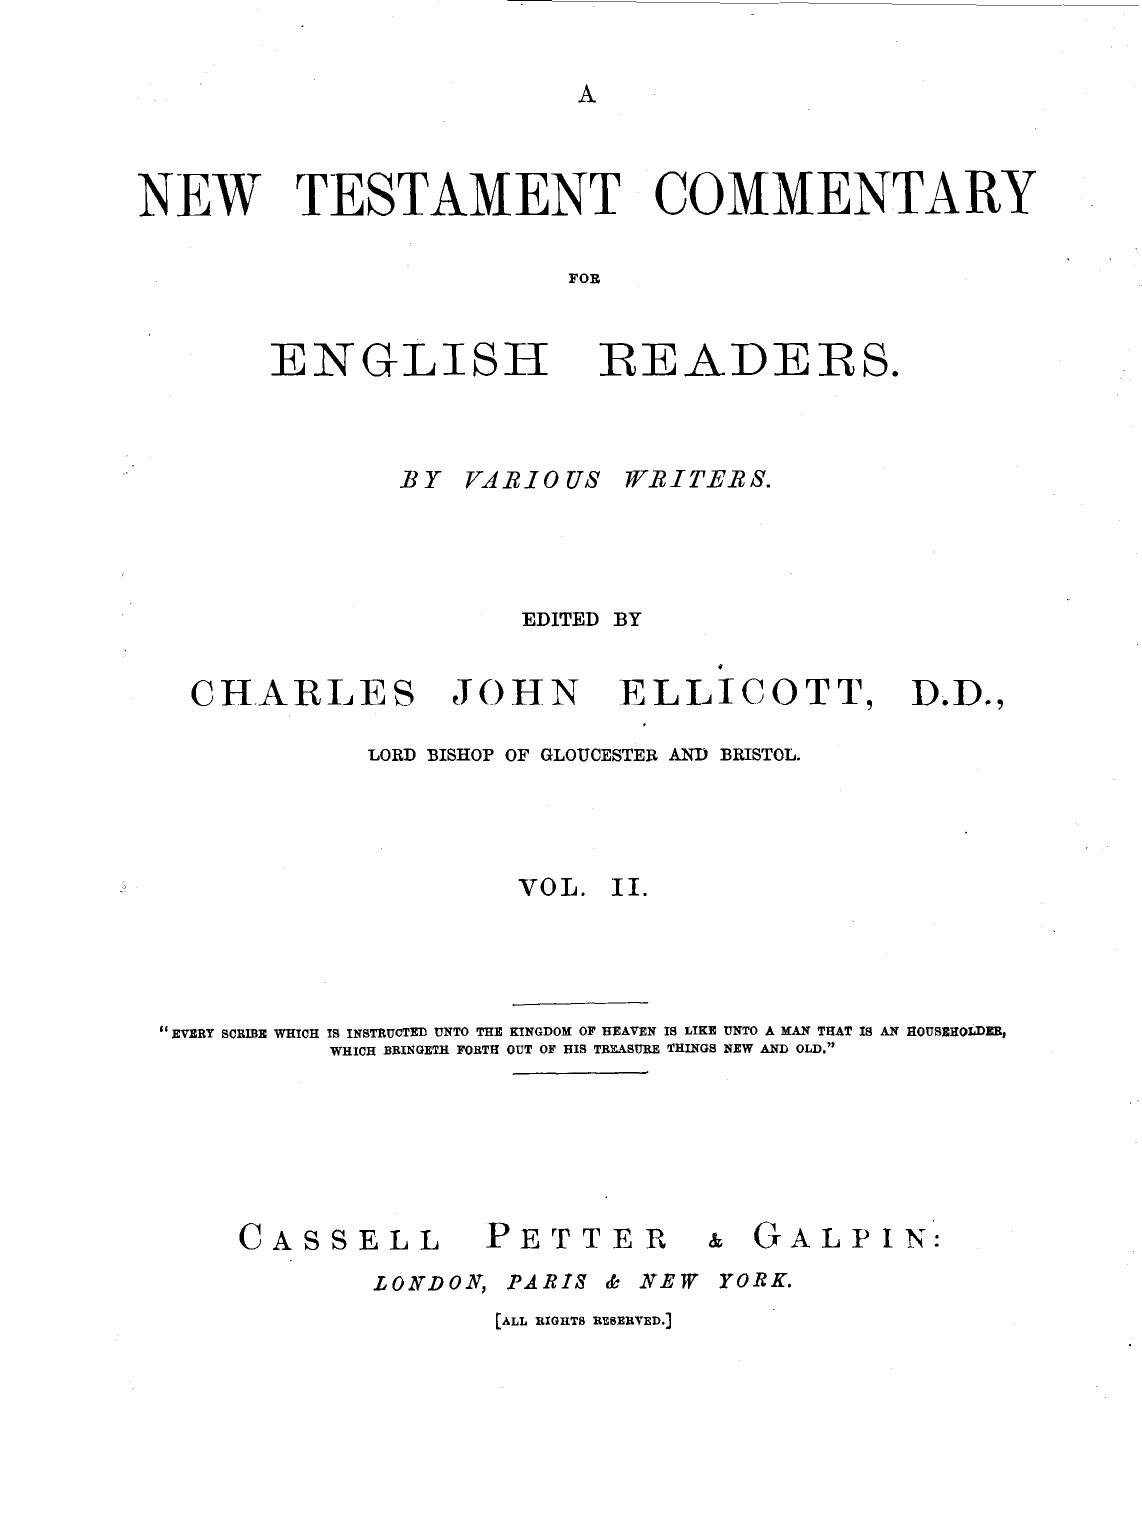 A
NEW TESTAMENT COMMENTARY
FOR
ENGLISH READERS.
BY VARIOUS WRITERS.
EDITED BY
CHARLES JOHN ELLICOTT, D.D.,
LORD BISHOP OF GLOUCESTER AND BRISTOL.
VOL. II.
"EVERY SCRIBE WHICH IS INSTRUCTED UNTO THE KINGDOM OF HEAVEN IS LIKE UNTO A MAN THAT IS AN HOUSEHOLDER,
WHICH BRINGETH FORTH OUT OF HIS TREASURE THINGS NEW AND OLD."
CASSELL PETTER & GALPIN:
LONDON, PARIS & NEW YORK.
[ALL RIGHTS RESERVED.]